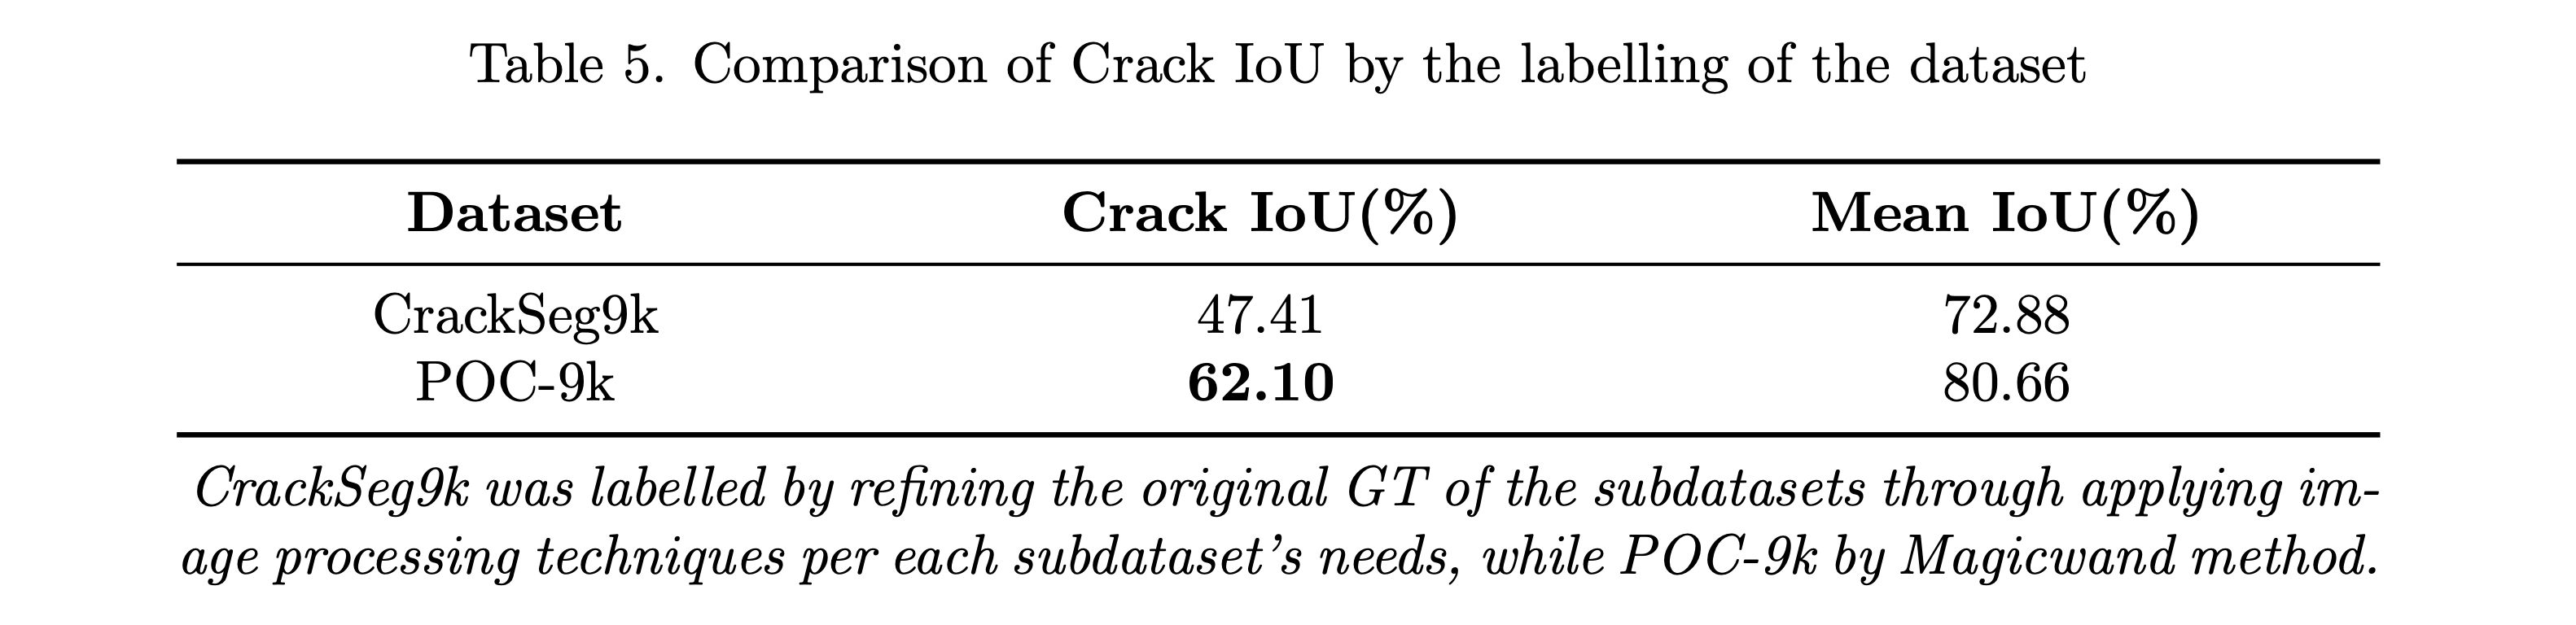 Table 5. Comparison of Crack IoU by the labelling of the dataset
Dataset Crack IoU(%) Mean IoU(%)
CrackSeg9k 47.41 72.88
POC-9k 62.10 80.66
CrackSeg9k was labelled by refining the original GT of the subdatasets through applying im-
age processing techniques per each subdataset's needs, while POC-9k by Magicwand method.